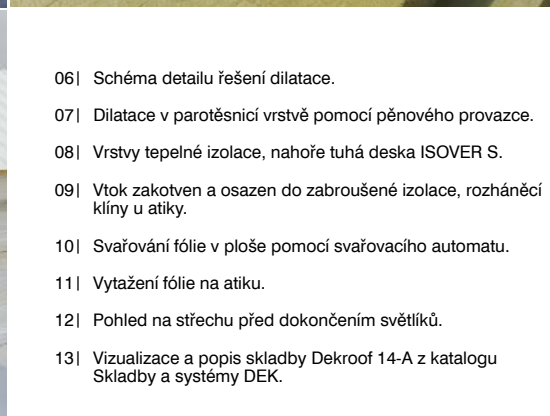 06| Schéma detailu řešení dilatace.
07| Dilatace v parotěsnicí vrstvě pomocí pěnového provazce.
08| Vrstvy tepelné izolace, nahoře tuhá deska ISOVER S.
09| Vtok zakotven a osazen do zabroušené izolace, rozháněcí
klíny u atiky.
10| Svařování fólie v ploše pomocí svařovacího automatu.
11| Vytažení fólie na atiku.
12| Pohled na střechu před dokončením světlíků.
13| Vizualizace a popis skladby Dekroof 14-A z katalogu
Skladby a systémy DEK.